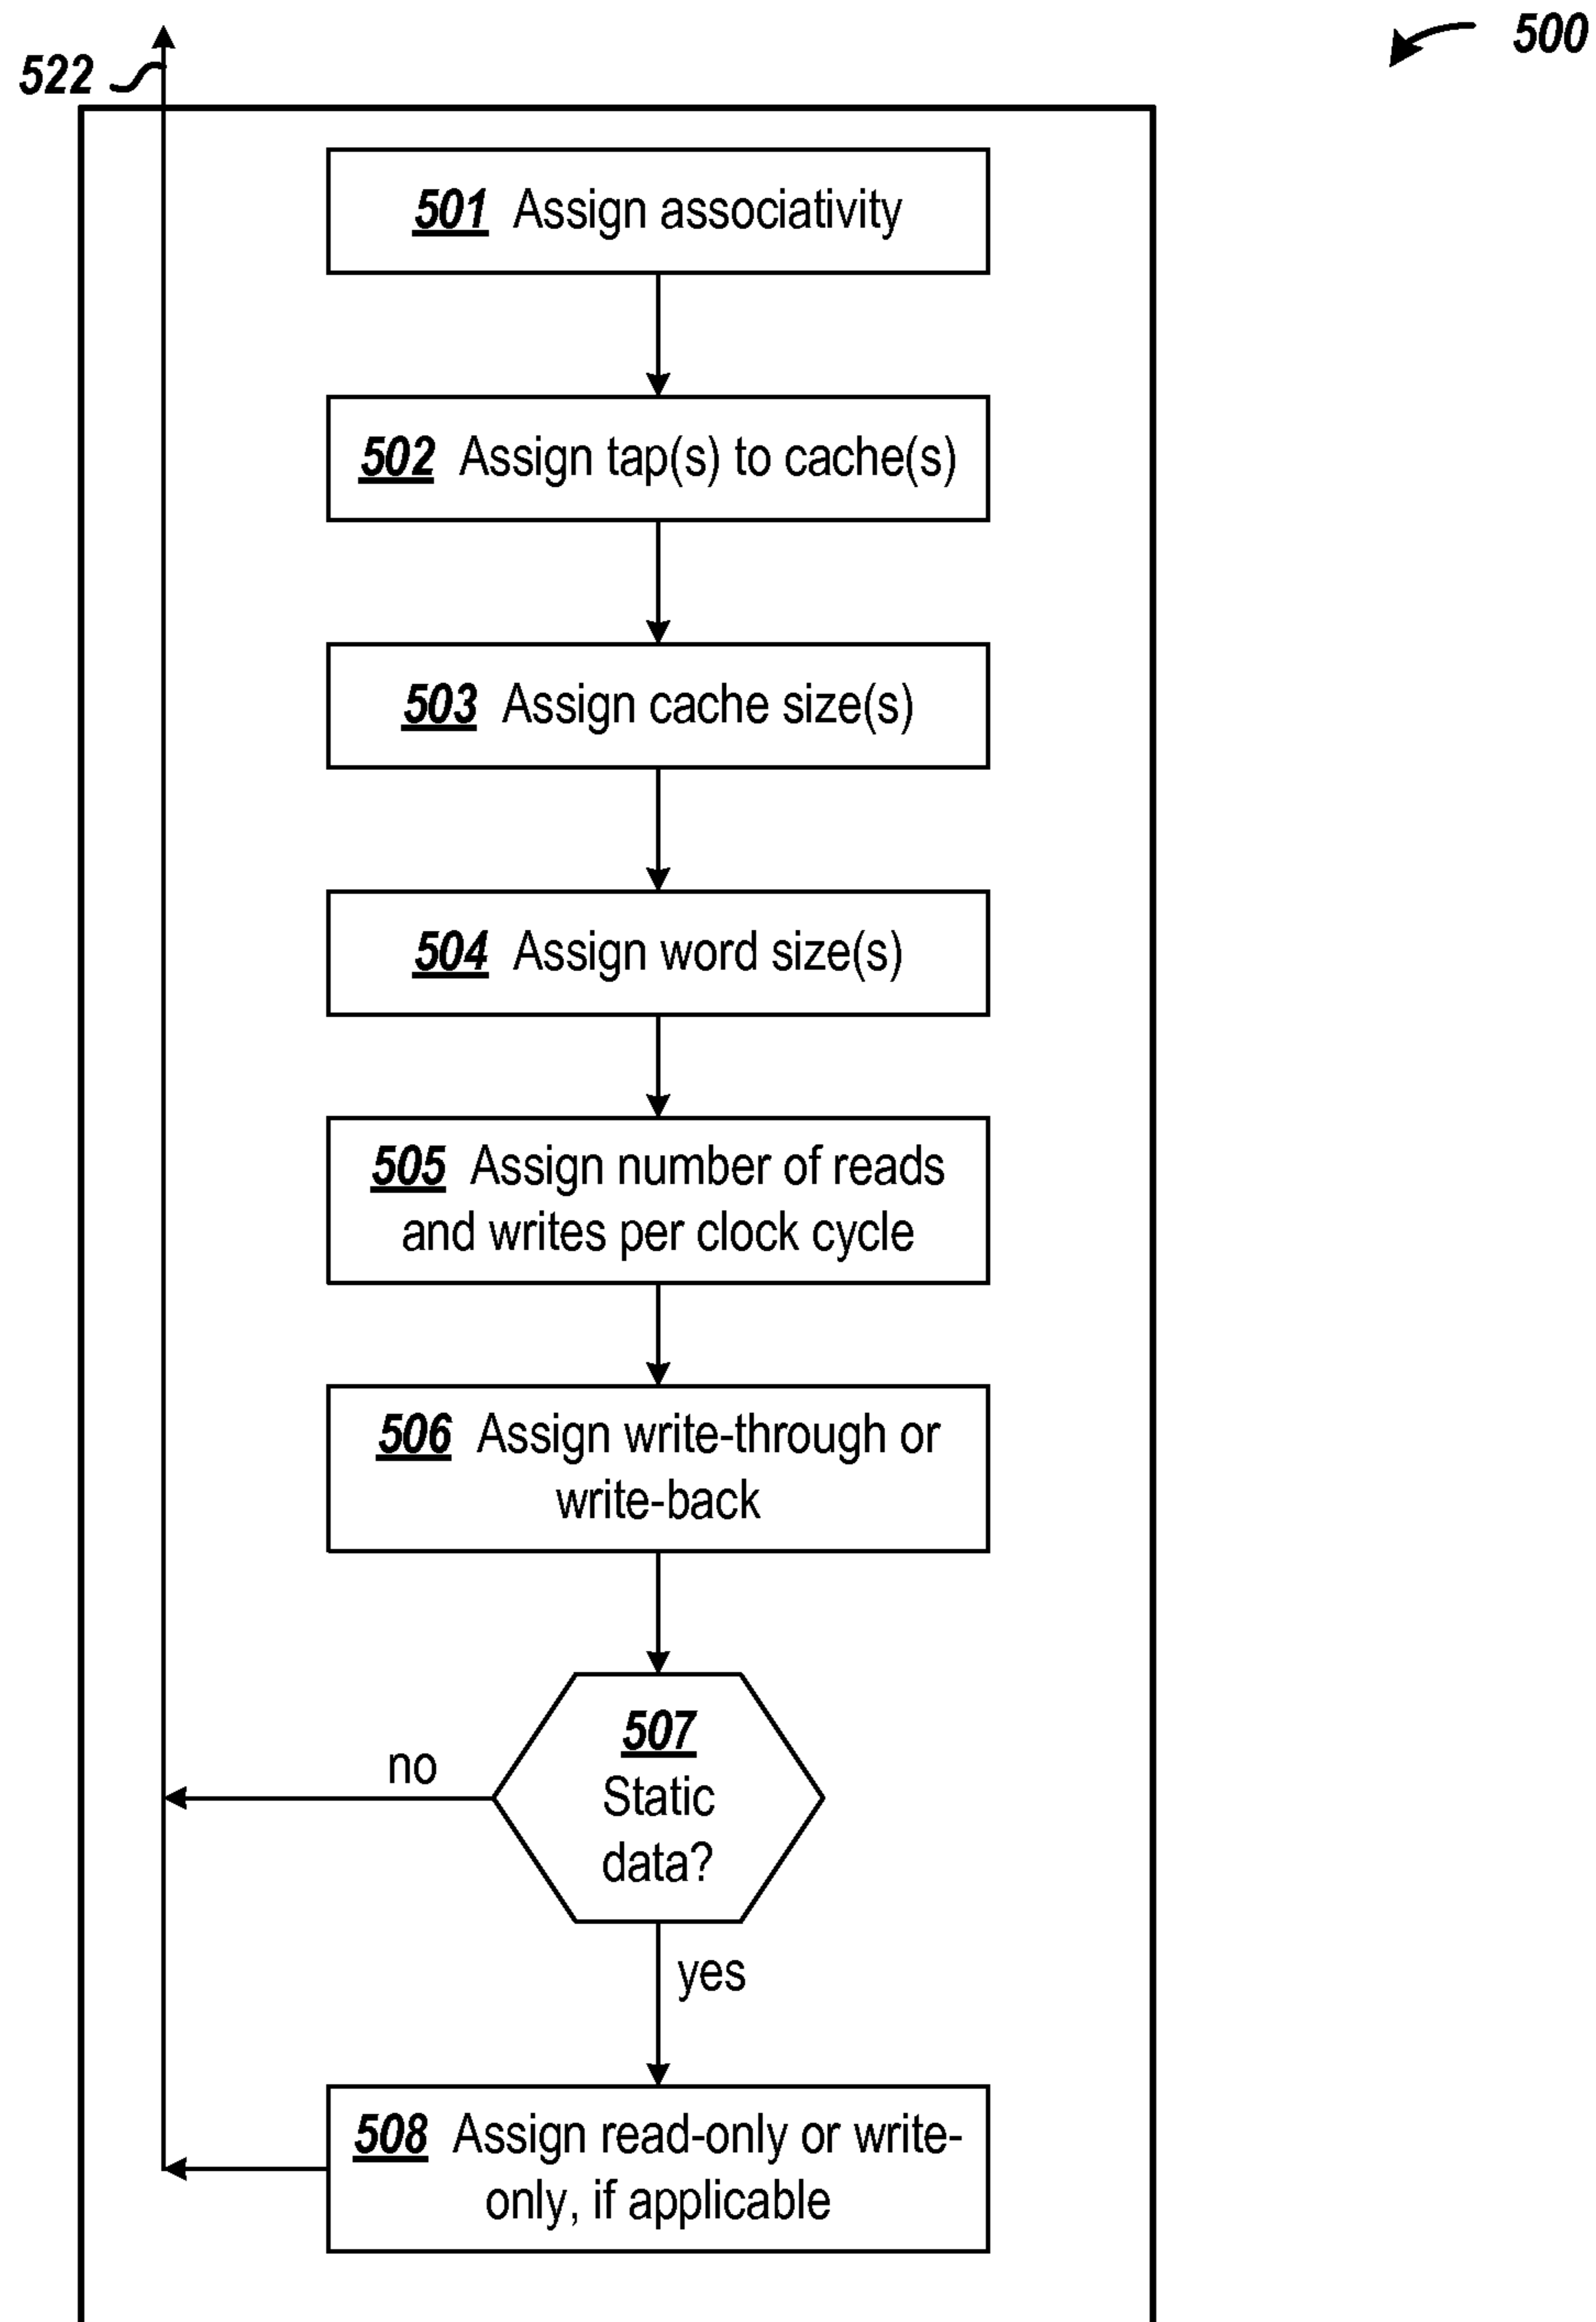 500
522
501 Assign associativity
502 Assign tap(s) to cache(s)
503 Assign cache size(s)
504 Assign word size(s)
505 Assign number of reads
and writes per clock cycle
506 Assign write-through or
write-back
507
Static
data?
no
yes
508 Assign read-only or write-
only, if applicable